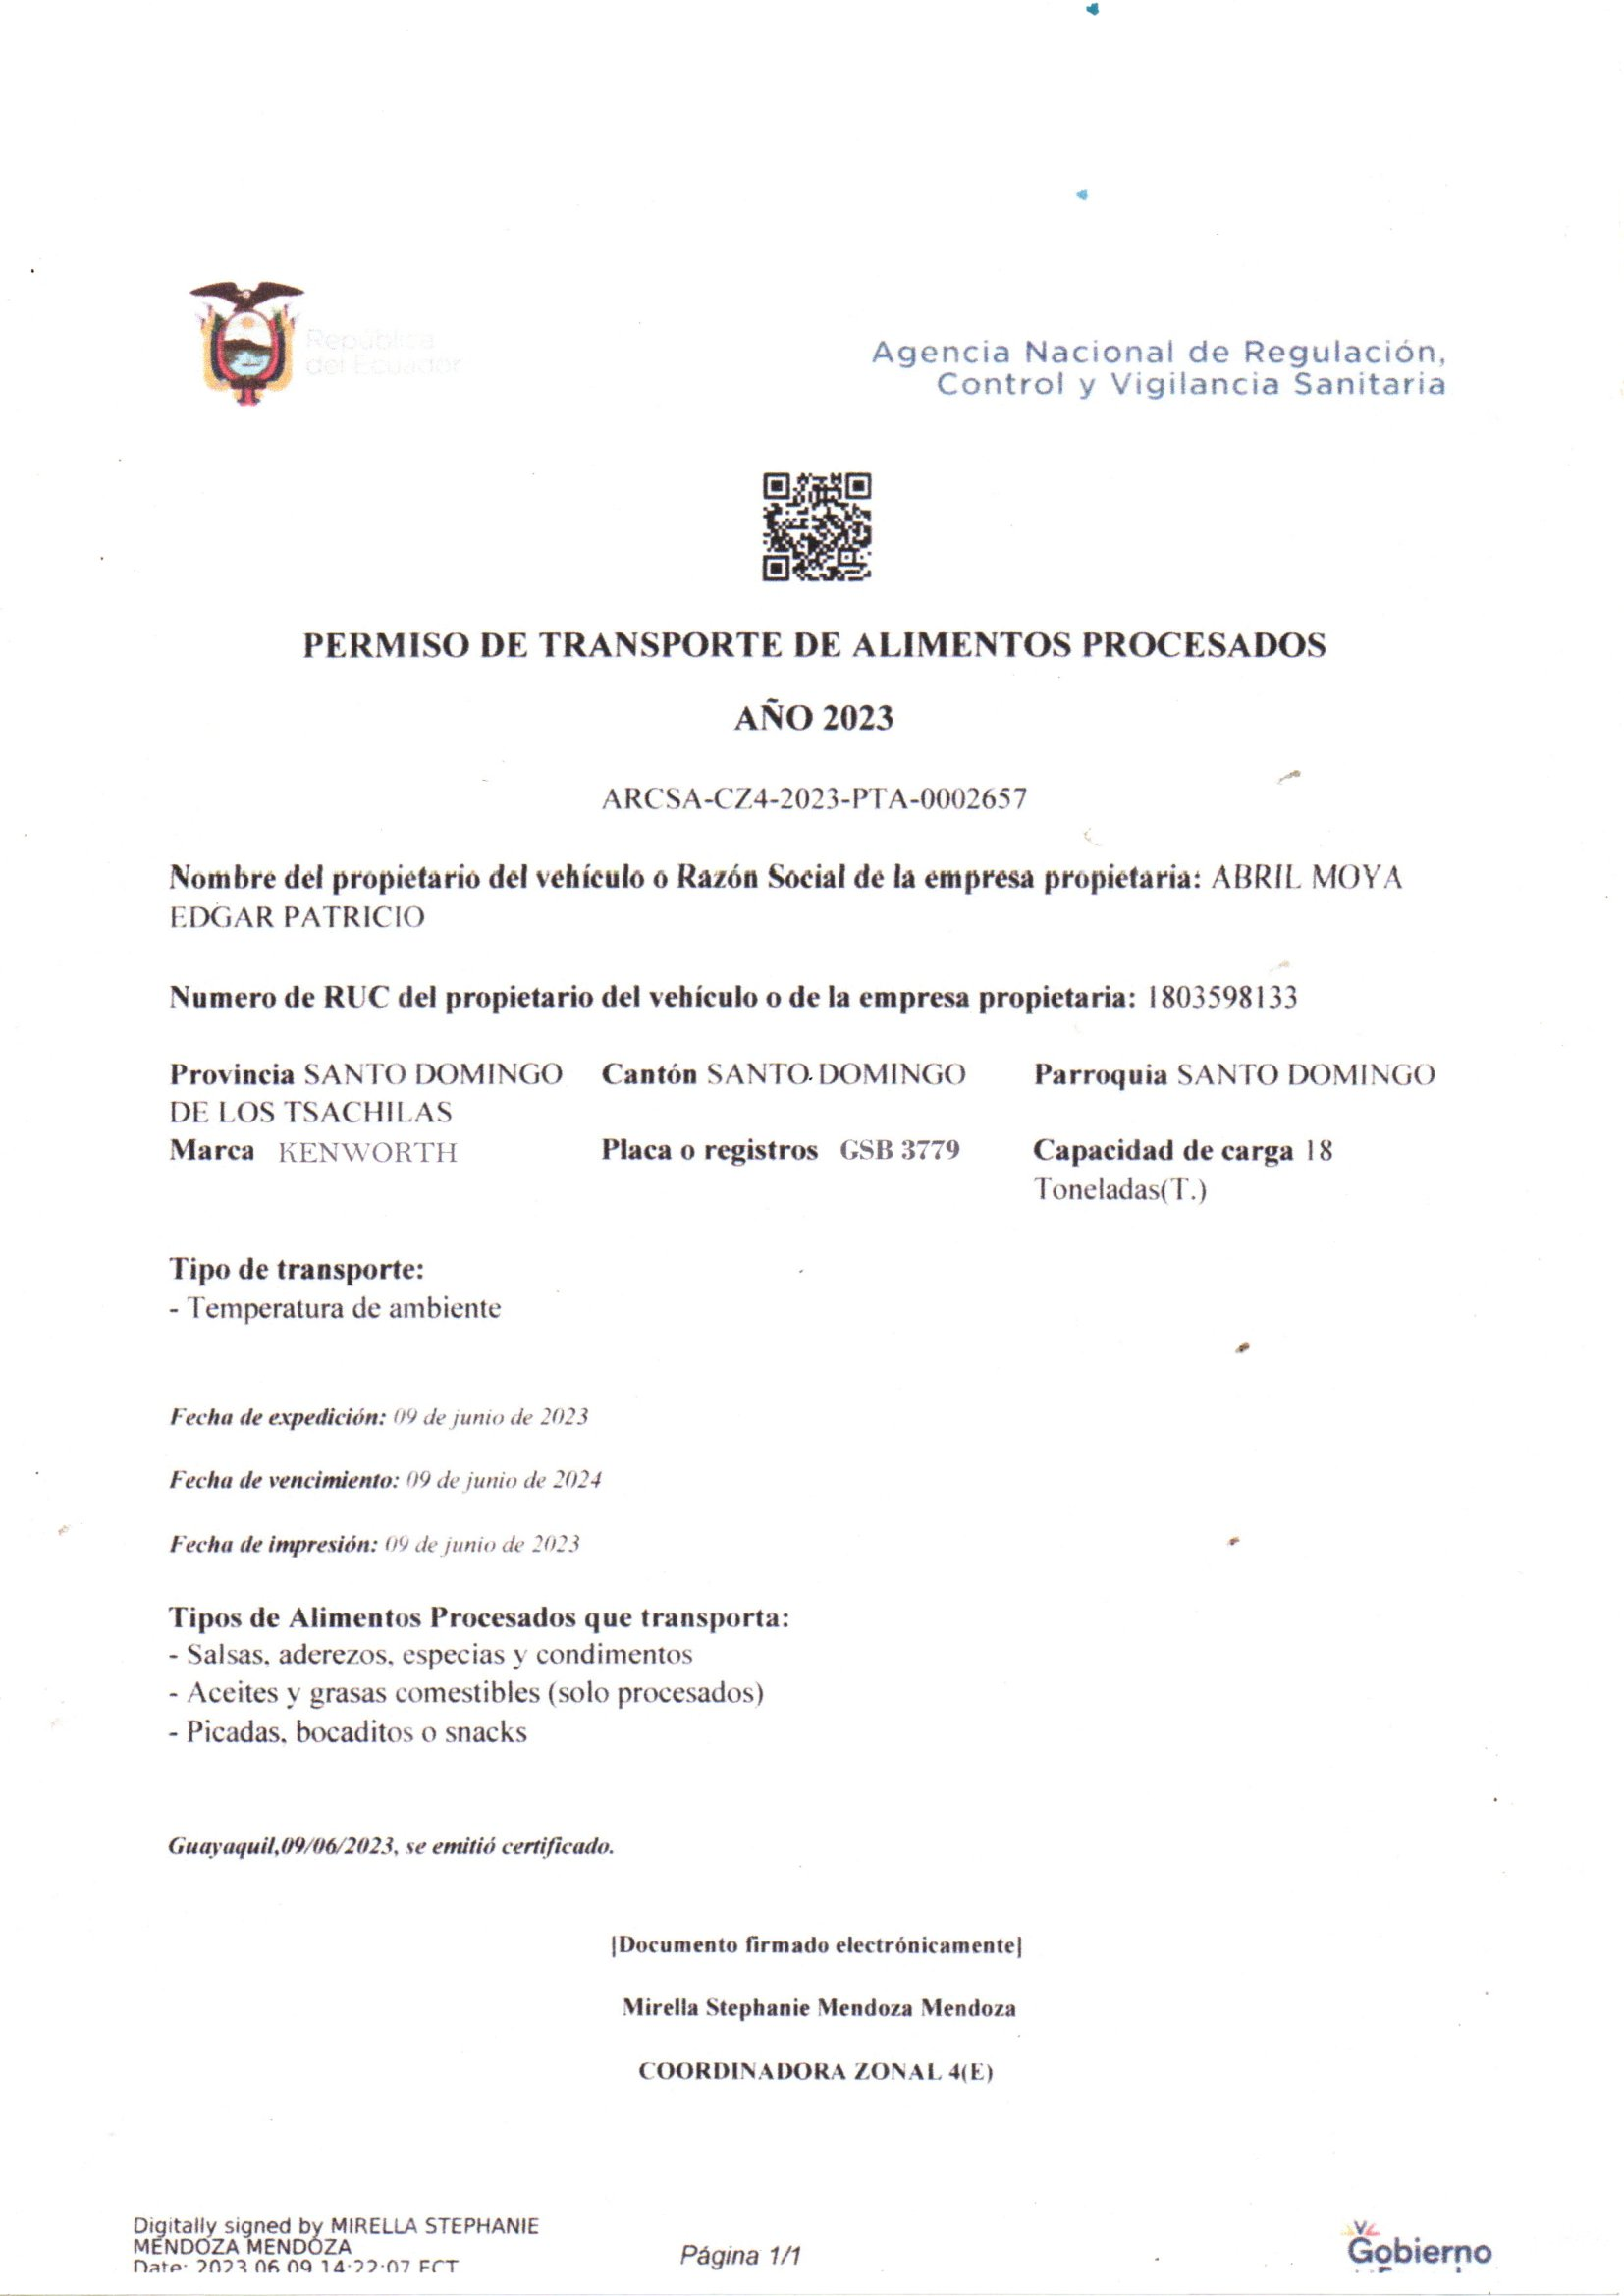 República
del Ecuador
Agencia Nacional de Regulación,
Control y Vigilancia Sanitaria
PERMISO DE TRANSPORTE DE ALIMENTOS PROCESADOS
AÑO 2023
ARCSA-CZ4-2023-PTA-0002657
Nombre del propietario del vehículo o Razón Social de la empresa propietaria: ABRIL MOYA
EDGAR PATRICIO
Numero de RUC del propietario del vehículo o de la empresa propietaria: 1803598133
Provincia SANTO DOMINGO Cantón SANTO DOMINGO Parroquia SANTO DOMINGO
DE LOS TSACHILAS
Marca KENWORTH Placa o registros GSB 3779 Capacidad de carga 18
Toneladas(T.)
Tipo de transporte:
- Temperatura de ambiente
Fecha de expedición: 09 de junio de 2023
Fecha de vencimiento: 09 de junio de 2024
Fecha de impresión: 09 de junio de 2023
Tipos de Alimentos Procesados que transporta:
- Salsas, aderezos, especias y condimentos
- Aceites y grasas comestibles (solo procesados)
- Picadas, bocaditos o snacks
Guayaquil,09/06/2023, se emitió certificado.
|Documento firmado electrónicamente|
Mirella Stephanie Mendoza Mendoza
COORDINADORA ZONAL 4(E)
Digitally signed by MIRELLA STEPHANIE
MENDOZA MENDOZA
Date: 2023.06.09 14:22:07 ECT
Página 1/1
Gobierno